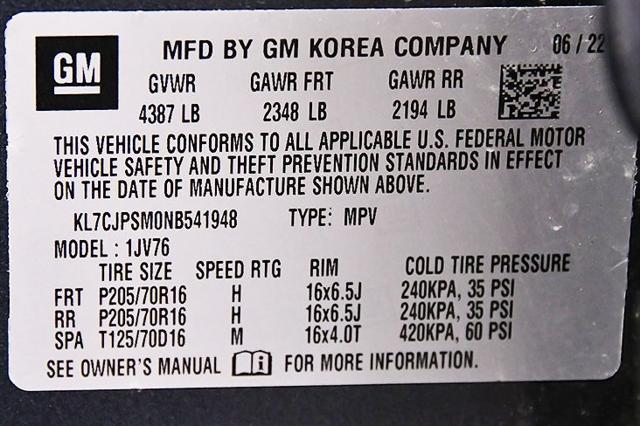 GM MFD BY GM KOREA COMPANY 06 / 22
GVWR GAWR FRT GAWR RR
4387 LB 2348 LB 2194 LB
THIS VEHICLE CONFORMS TO ALL APPLICABLE U.S. FEDERAL MOTOR
VEHICLE SAFETY AND THEFT PREVENTION STANDARDS IN EFFECT
ON THE DATE OF MANUFACTURE SHOWN ABOVE.
KL7CJPSM0NB541948 TYPE: MPV
MODEL : 1JV76
TIRE SIZE SPEED RTG RIM COLD TIRE PRESSURE
FRT P205/70R16 H 16x6.5J 240KPA, 35 PSI
RR P205/70R16 H 16x6.5J 240KPA, 35 PSI
SPA T125/70D16 M 16x4.0T 420KPA, 60 PSI
SEE OWNER'S MANUAL FOR MORE INFORMATION.